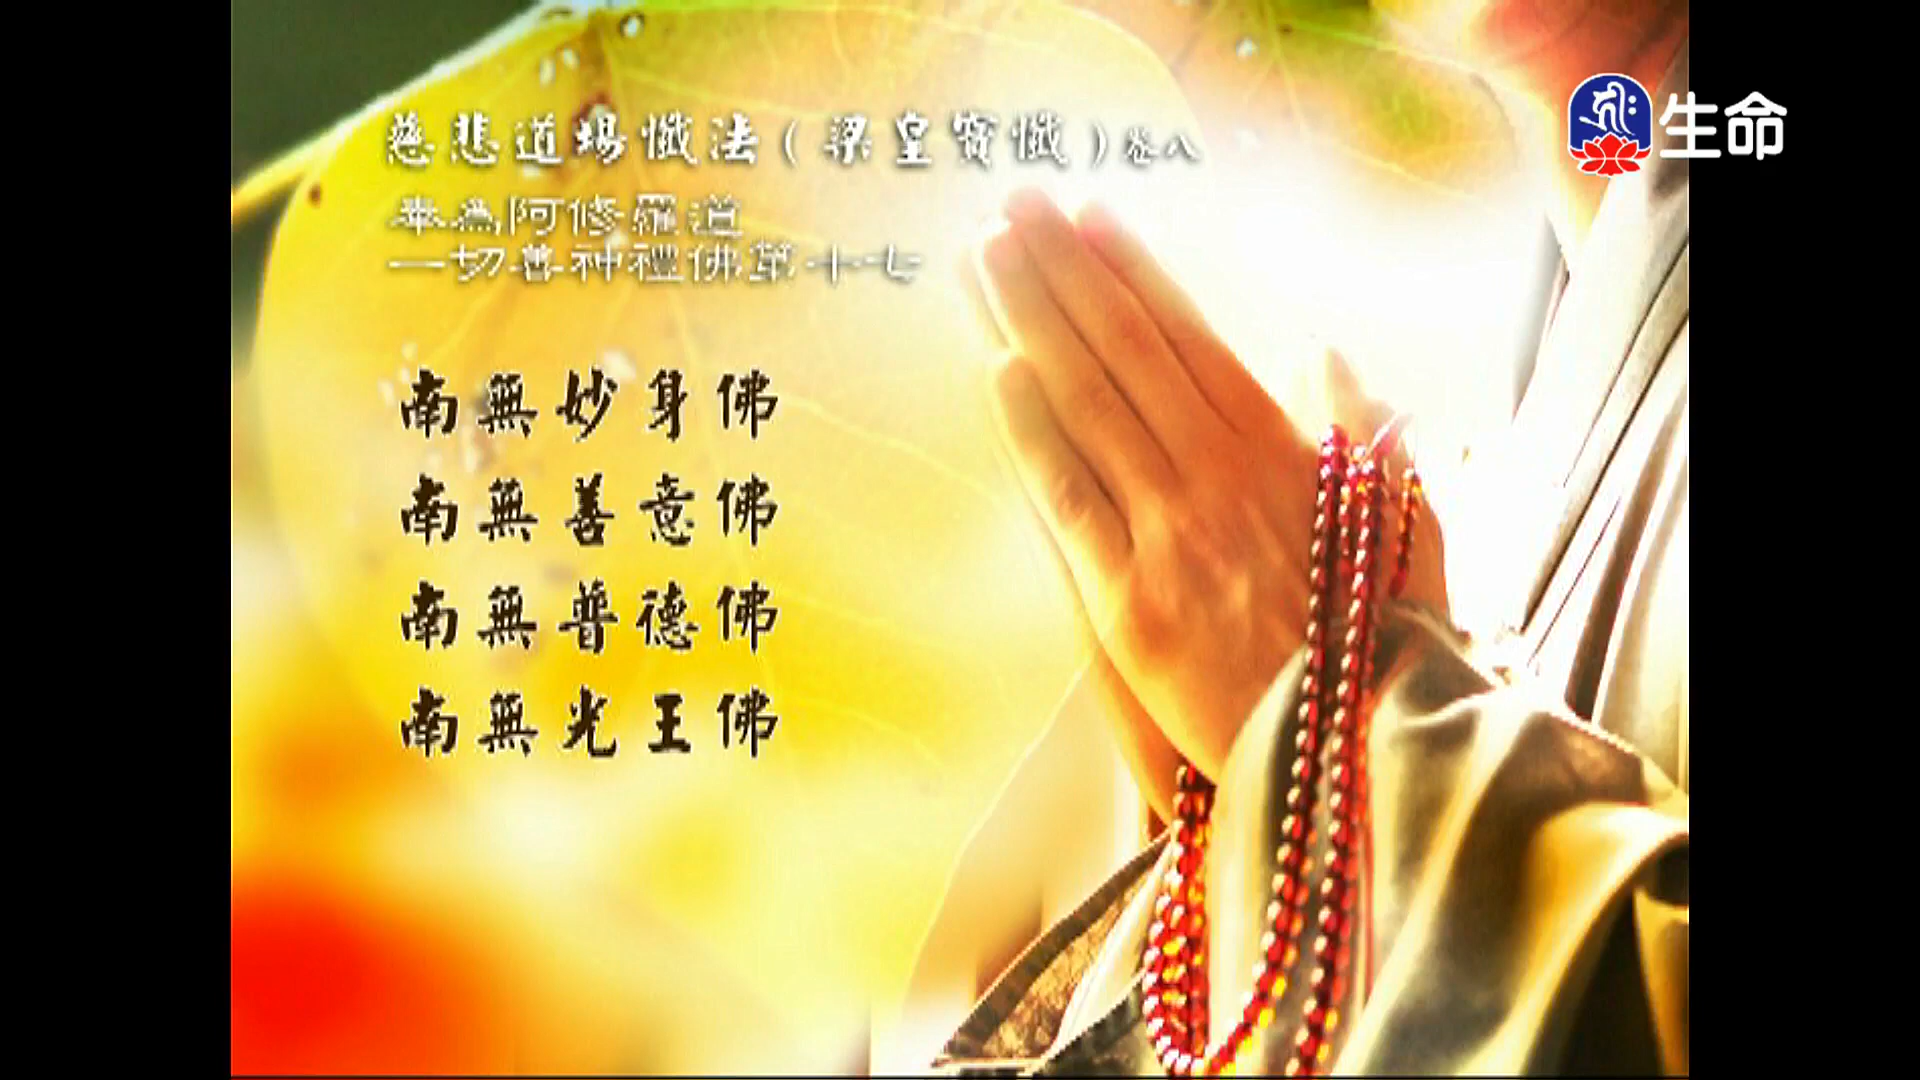 慈悲道場懺法(梁皇寶懺)卷八
奉為阿修羅道
一切善神禮佛第十七
南無妙身佛
南無善意佛
南無普德佛
南無光王佛
生命